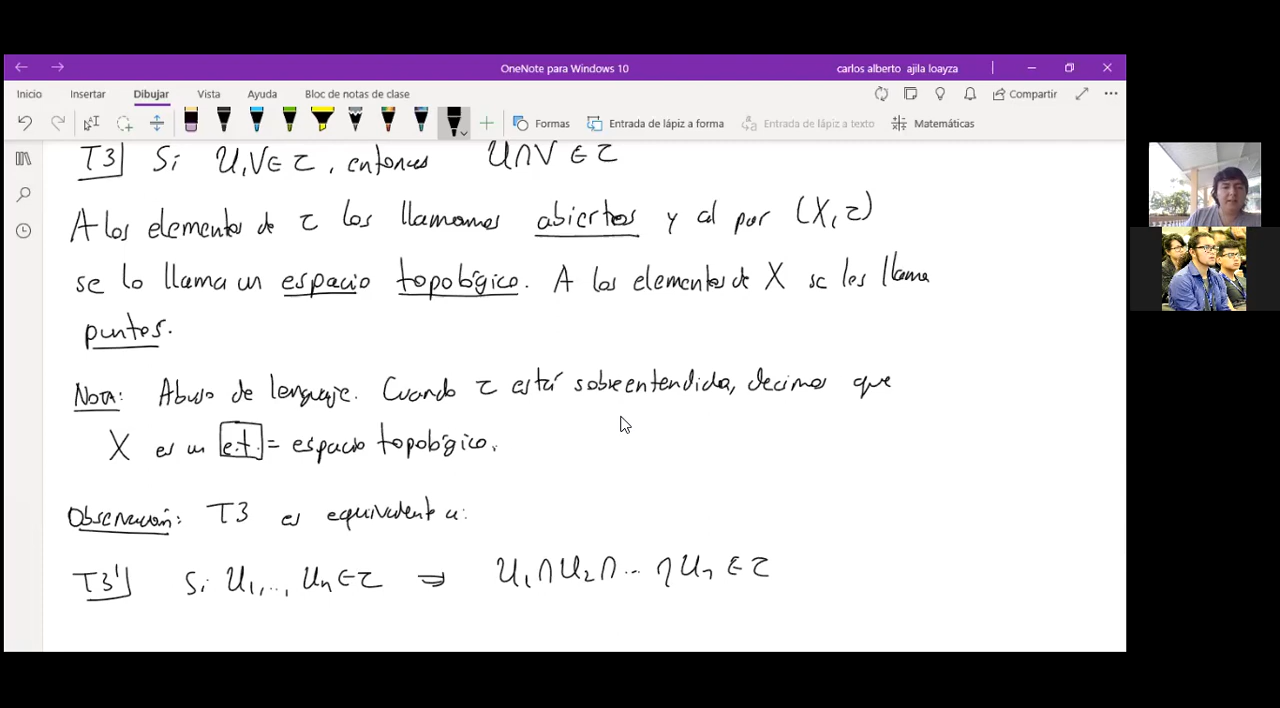 OneNote para Windows 10
carlos alberto ajila loayza
Inicio Insertar Dibujar Vista Ayuda Bloc de notas de clase
Compartir
Formas Entrada de lápiz a forma Entrada de lápiz a texto Matemáticas
T3] Si U,V∈τ, entonces U∩V∈τ
A los elementos de τ los llamamos abiertos y al par (X,τ)
se lo llama un espacio topológico. A los elementos de X se les llama
puntos.
Nota: Abuso de lenguaje. Cuando τ está sobreentendida, decimos que
X es un e.t. = espacio topológico.
Observación: T3 es equivalente a:
T3'] Si U₁,..., Uₙ∈τ ⇒ U₁∩U₂∩... ∩Uₙ∈τ